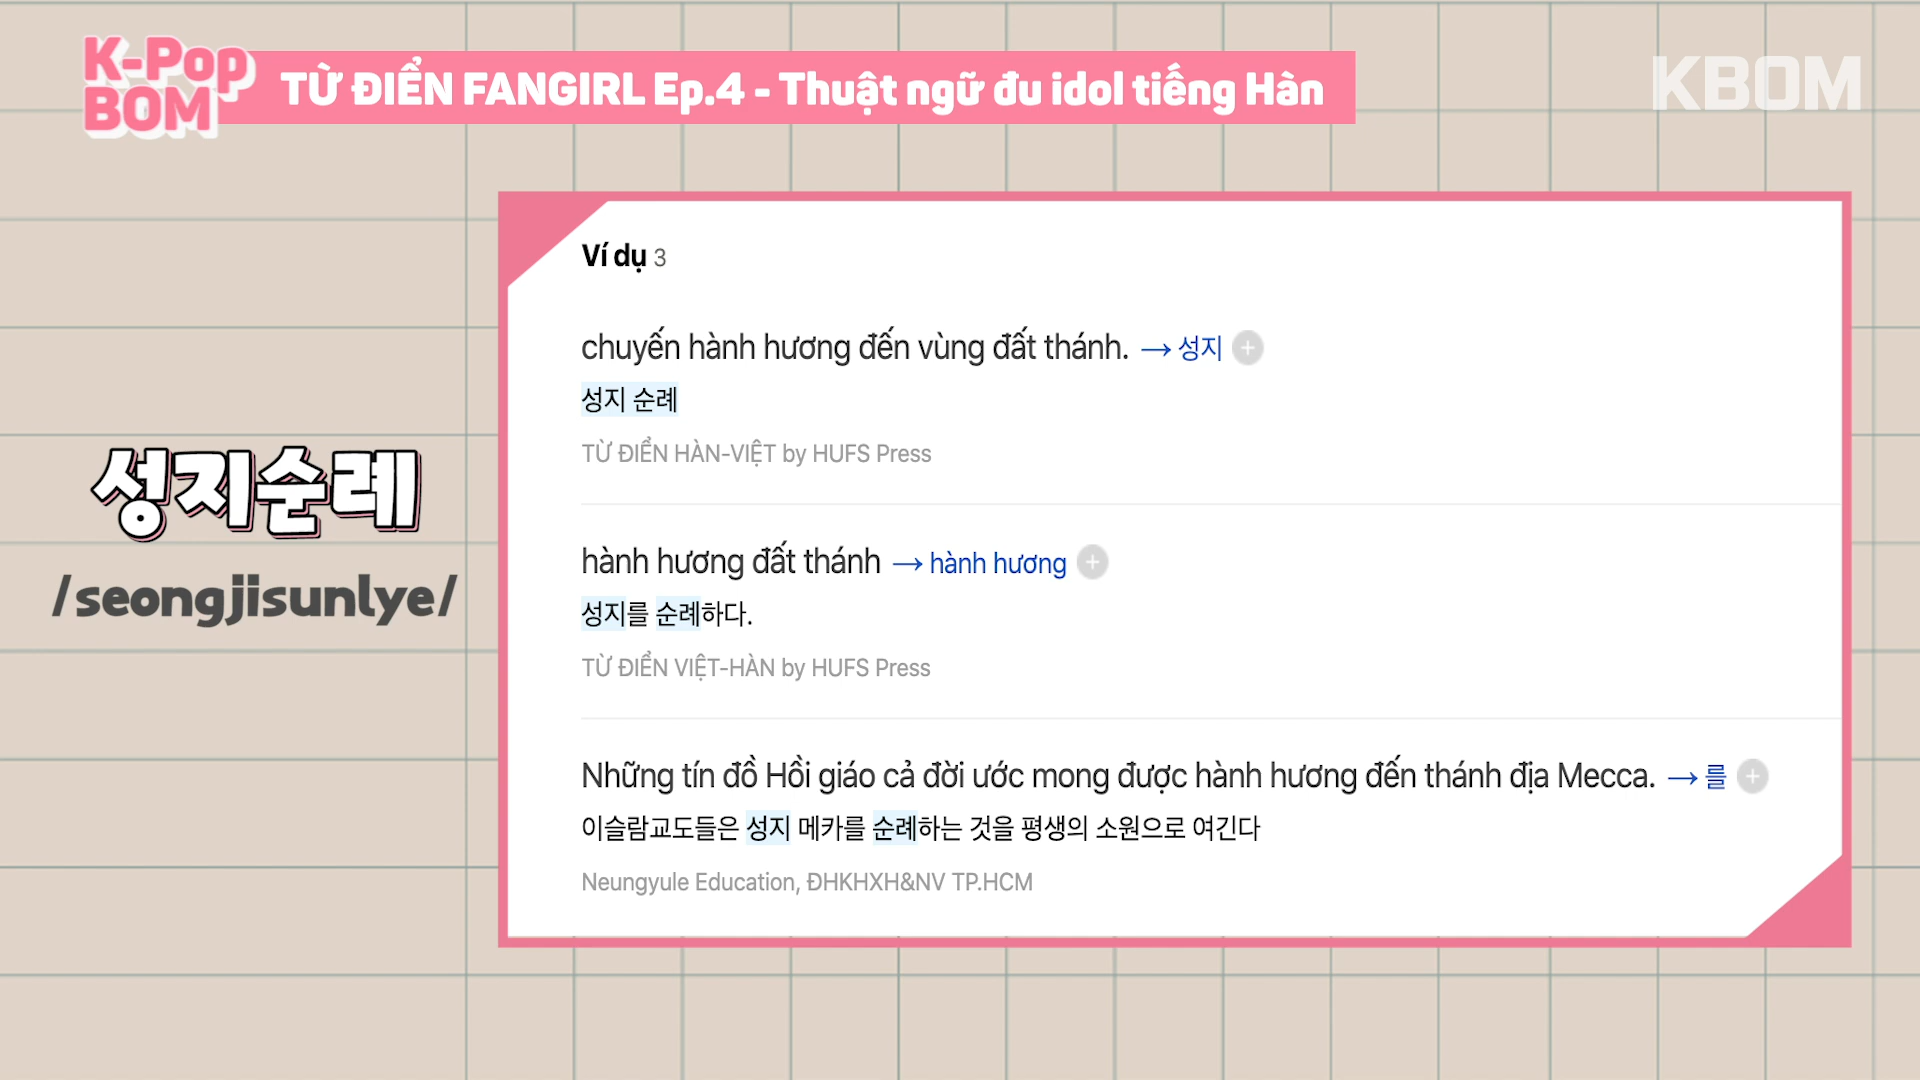 K-Pop
BOM
TỪ ĐIỂN FANGIRL Ep.4 - Thuật ngữ đu idol tiếng Hàn
KBOM
성지순례
/seongjisunlye/
Ví dụ 3
chuyến hành hương đến vùng đất thánh. → 성지 +
성지 순례
TỪ ĐIỂN HÀN-VIỆT by HUFS Press
hành hương đất thánh → hành hương +
성지를 순례하다.
TỪ ĐIỂN VIỆT-HÀN by HUFS Press
Những tín đồ Hồi giáo cả đời ước mong được hành hương đến thánh địa Mecca. → 를 +
이슬람교도들은 성지 메카를 순례하는 것을 평생의 소원으로 여긴다
Neungyule Education, ĐHKHXH&NV TP.HCM